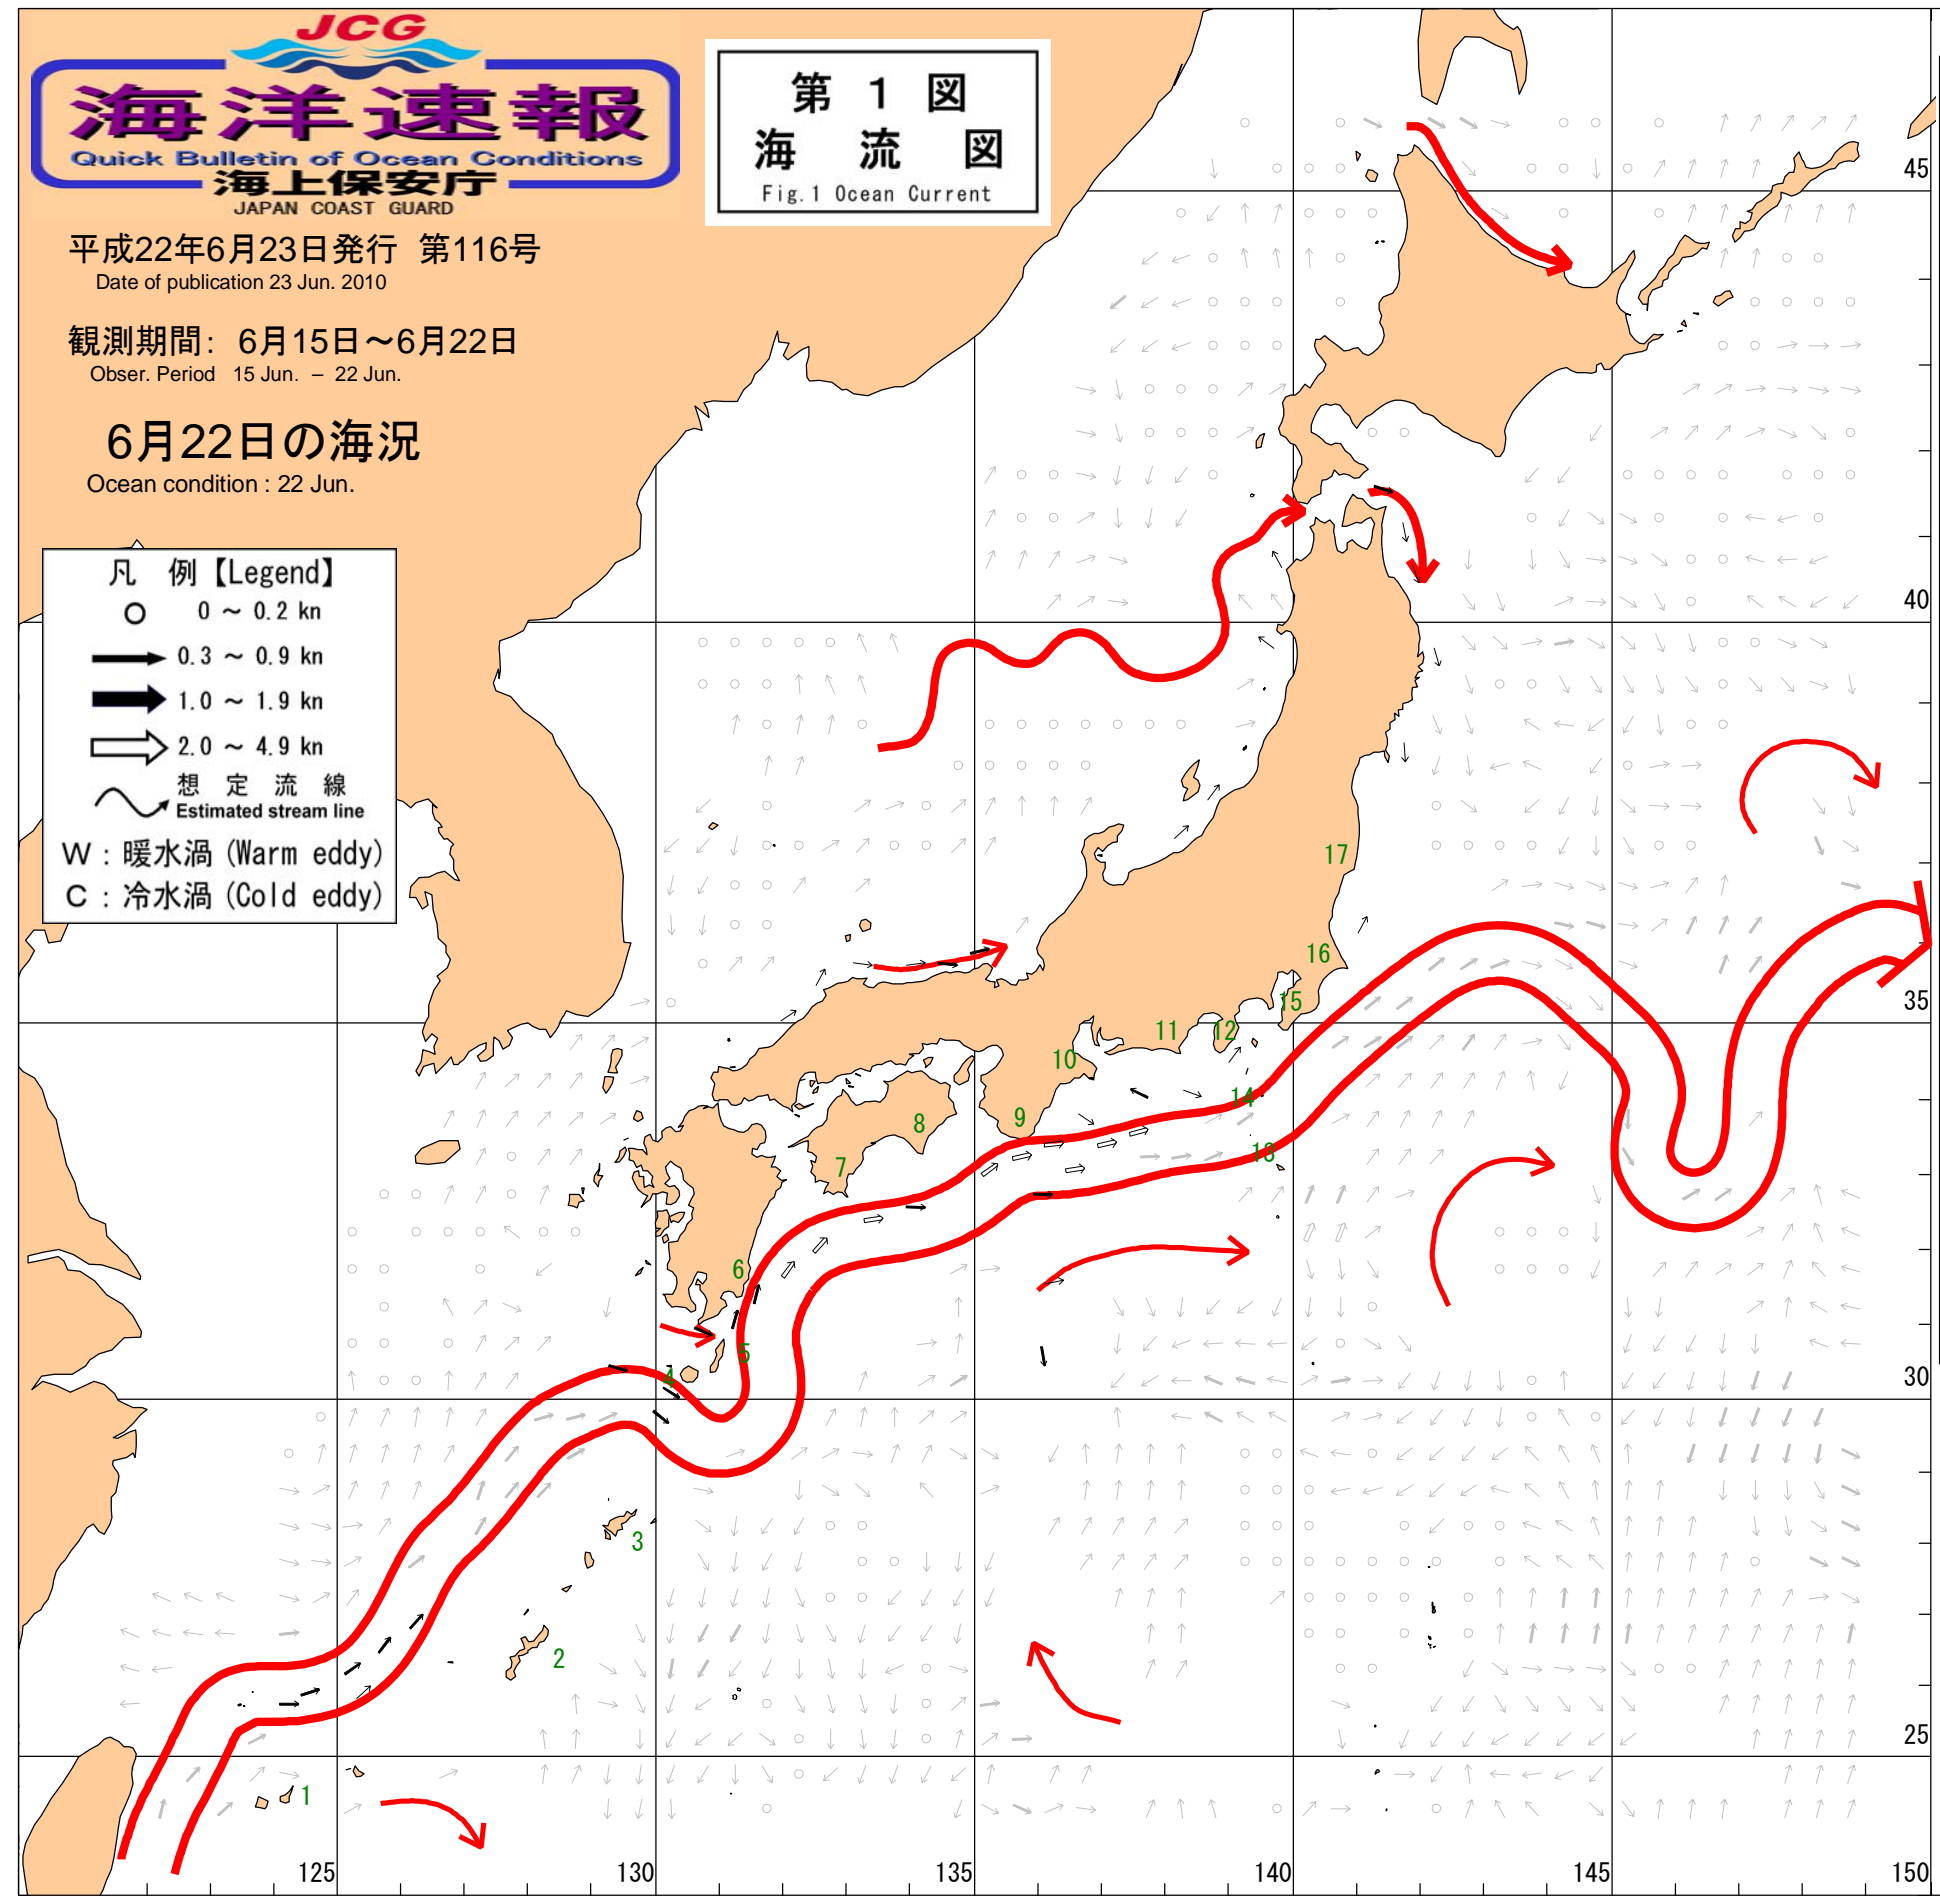 JCG
海洋速報
Quick Bulletin of Ocean Conditions
海上保安庁
JAPAN COAST GUARD
第 1 図
海 流 図
Fig.1 Ocean Current
平成22年6月23日発行 第116号
Date of publication 23 Jun. 2010
観測期間: 6月15日～6月22日
Obser. Period 15 Jun. – 22 Jun.
6月22日の海況
Ocean condition : 22 Jun.
凡 例【Legend】
0 ～ 0.2 kn
0.3 ～ 0.9 kn
1.0 ～ 1.9 kn
2.0 ～ 4.9 kn
想 定 流 線
Estimated stream line
W : 暖水渦 (Warm eddy)
C : 冷水渦 (Cold eddy)
45
40
17
16
35
15
11
12
10
14
9
8
13
7
6
5
4
30
3
2
25
1
125
130
135
140
145
150